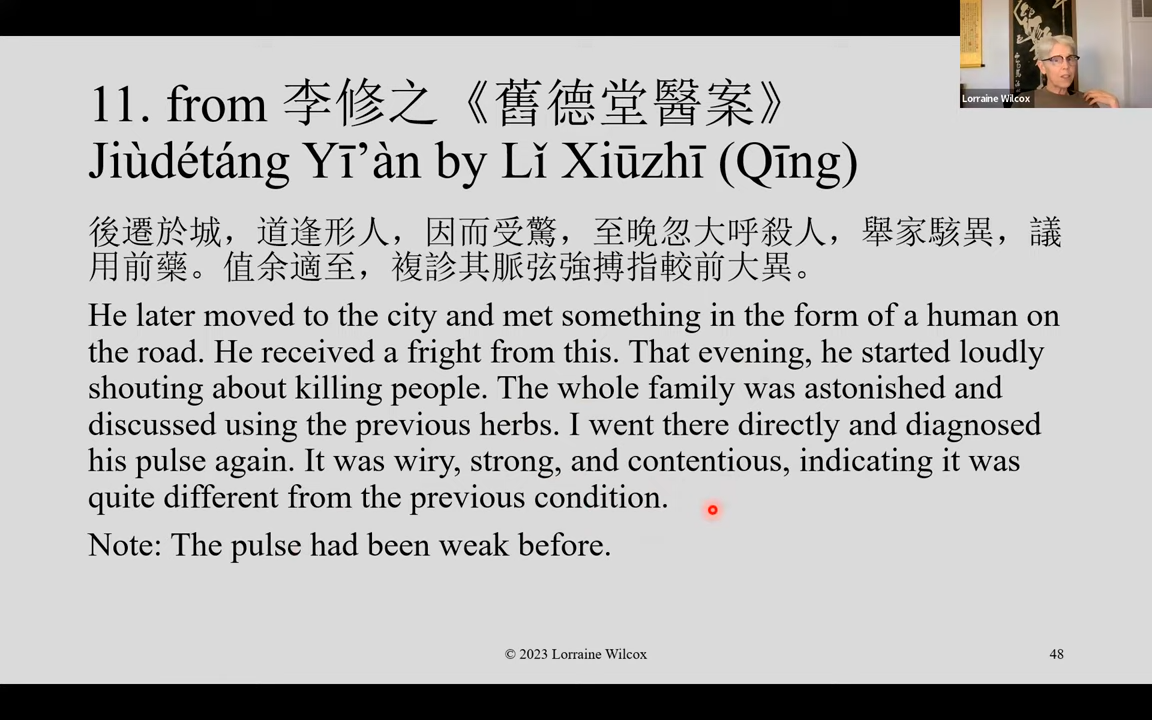 Lorraine Wilcox
11. from 李修之《舊德堂醫案》
Jiùdétáng Yī’àn by Lǐ Xiūzhī (Qīng)
後遷於城，道逢形人，因而受驚，至晚忽大呼殺人，舉家駭異，議
用前藥。值余適至，複診其脈弦強搏指較前大異。
He later moved to the city and met something in the form of a human on
the road. He received a fright from this. That evening, he started loudly
shouting about killing people. The whole family was astonished and
discussed using the previous herbs. I went there directly and diagnosed
his pulse again. It was wiry, strong, and contentious, indicating it was
quite different from the previous condition.
Note: The pulse had been weak before.
© 2023 Lorraine Wilcox
48